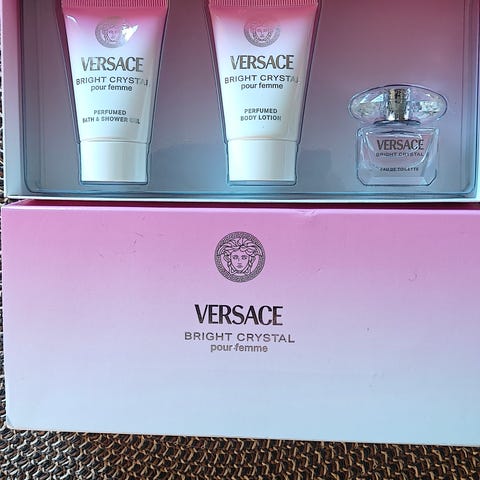 VERSACE
BRIGHT CRYSTAL
pour femme
PERFUMED
BATH & SHOWER GEL
VERSACE
BRIGHT CRYSTAL
pour femme
PERFUMED
BODY LOTION
VERSACE
BRIGHT CRYSTAL
EAU DE TOILETTE
VERSACE
BRIGHT CRYSTAL
pour femme